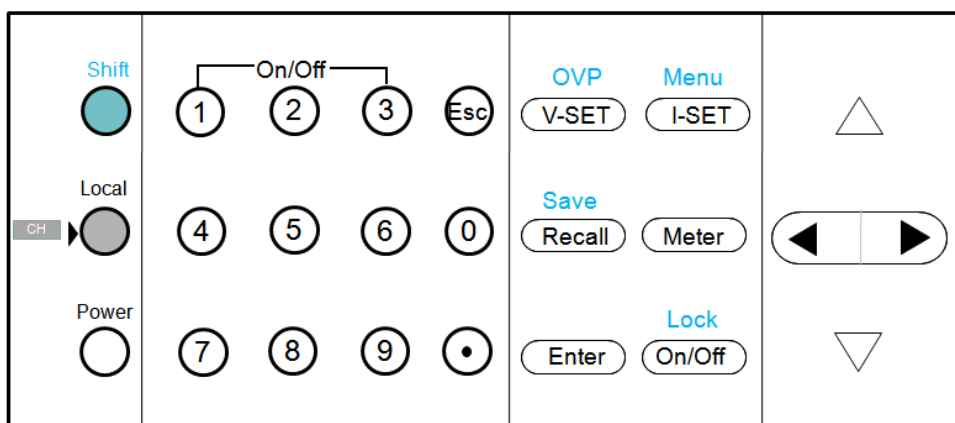 Shift
On/Off
OVP
Menu
1
2
3
Esc
V-SET
I-SET
Local
Save
CH
4
5
6
0
Recall
Meter
Power
Lock
7
8
9
•
Enter
On/Off